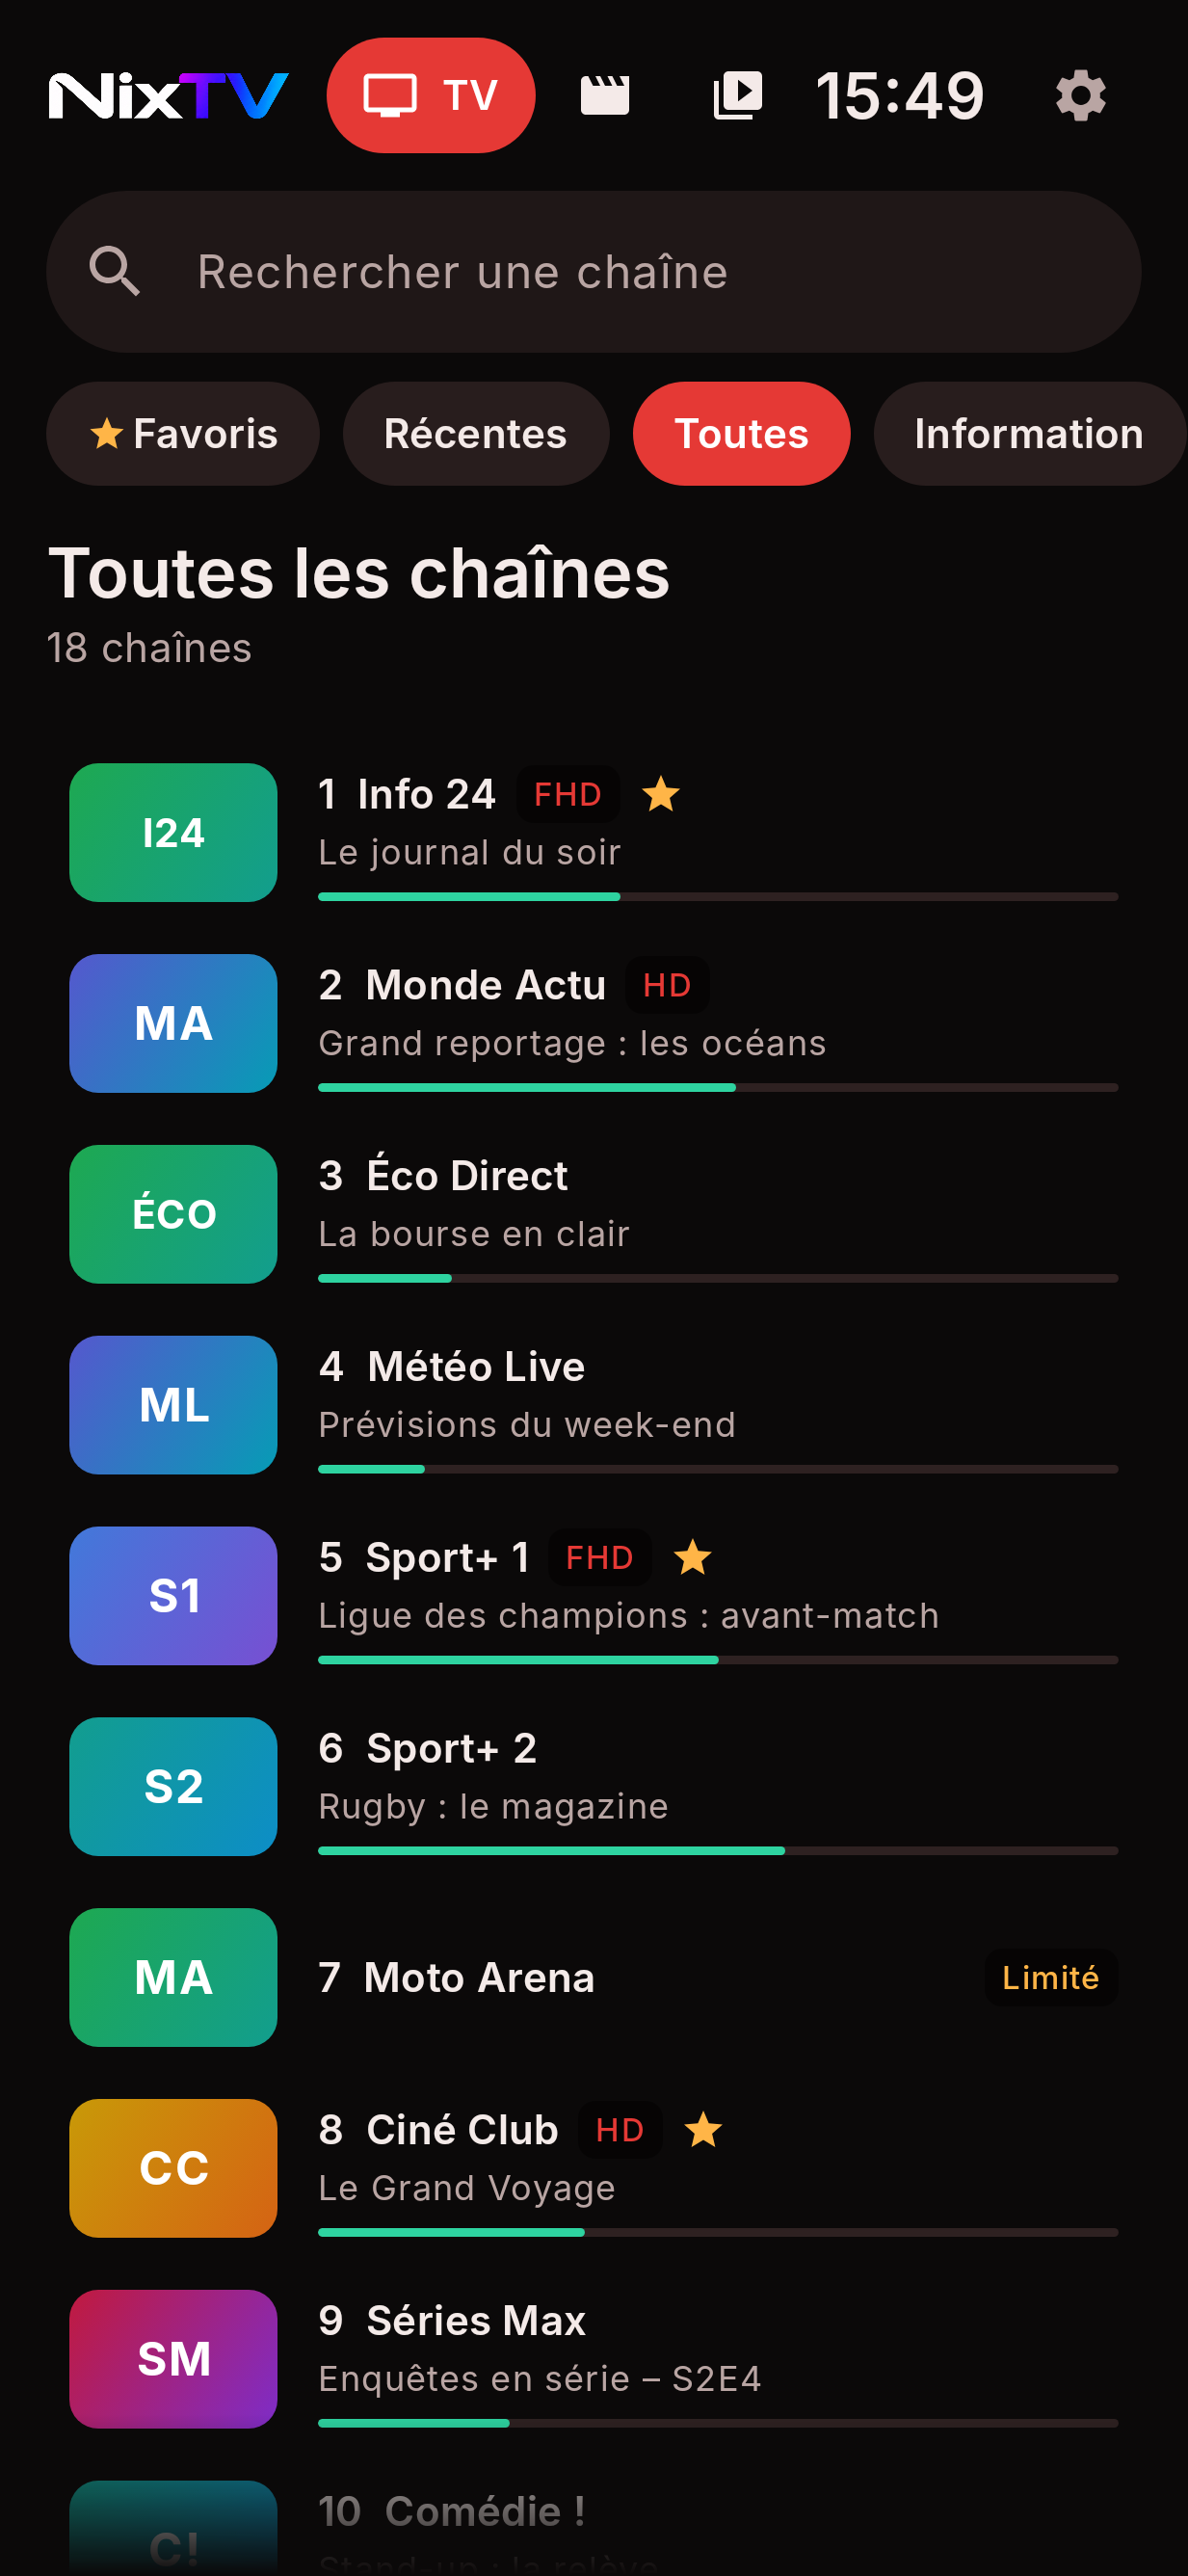 NixTV TV 15:49
Rechercher une chaîne
Favoris Récentes Toutes Information
Toutes les chaînes
18 chaînes
I24
1 Info 24 FHD
Le journal du soir
MA
2 Monde Actu HD
Grand reportage : les océans
ÉCO
3 Éco Direct
La bourse en clair
ML
4 Météo Live
Prévisions du week-end
S1
5 Sport+ 1 FHD
Ligue des champions : avant-match
S2
6 Sport+ 2
Rugby : le magazine
MA
7 Moto Arena Limité
CC
8 Ciné Club HD
Le Grand Voyage
SM
9 Séries Max
Enquêtes en série – S2E4
C!
10 Comédie !
Stand-up : la relève